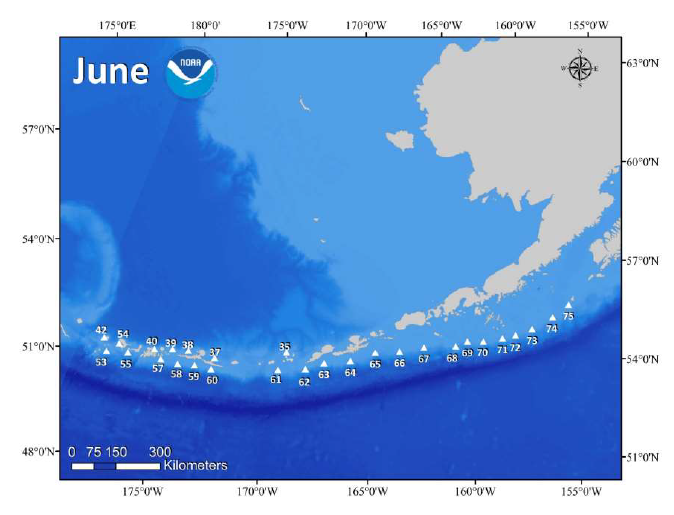 175°0'E 180°0' 175°0'W 170°0'W 165°0'W 160°0'W 155°0'W
June
NOAA
N
W E
S
63°0'N
57°0'N
60°0'N
54°0'N
57°0'N
42 54 40 39 38 37 35
53 55 57 58 59 60 61 62 63 64 65 66 67 68 69 70 71 72 73 74 75
51°0'N
54°0'N
48°0'N
51°0'N
0 75 150 300
Kilometers
175°0'W 170°0'W 165°0'W 160°0'W 155°0'W